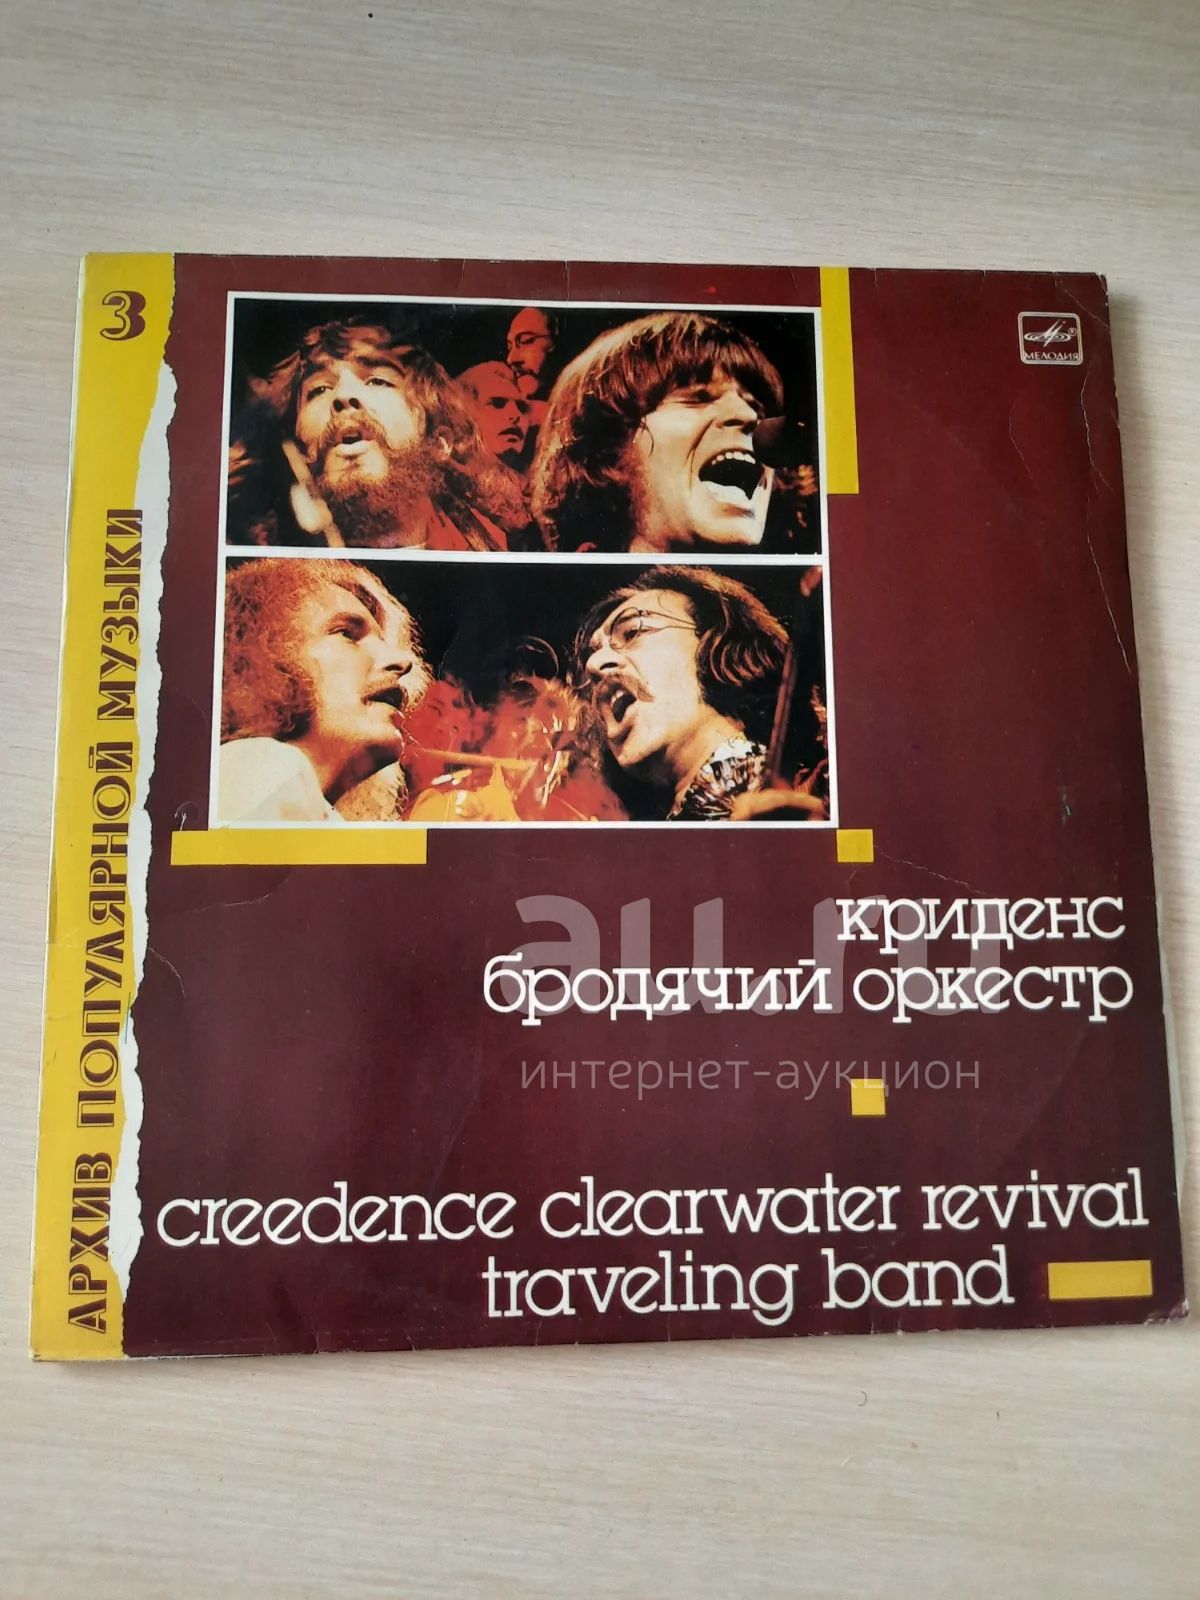 3
АРХИВ ПОПУЛЯРНОЙ МУЗЫКИ
МЕЛОДИЯ
криденс
бродячий оркестр
au.ru
интернет-аукцион
creedence clearwater revival
traveling band